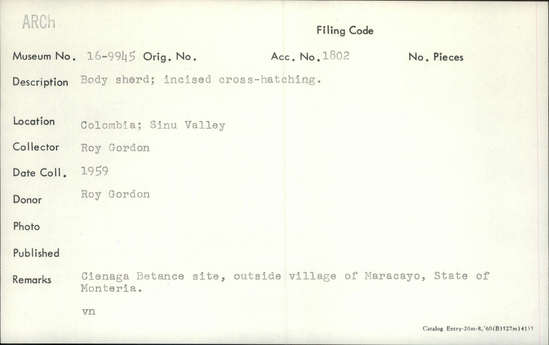 ARCh
Filing Code
Museum No. 16-9945 Orig. No. Acc. No. 1802 No. Pieces
Description Body sherd; incised cross-hatching.
Location Colombia; Sinu Valley
Collector Roy Gordon
Date Coll. 1959
Donor Roy Gordon
Photo
Published
Remarks Cienaga Betance site, outside village of Maracayo, State of
Monteria.
vn
Catalog Entry-20m-8,'60